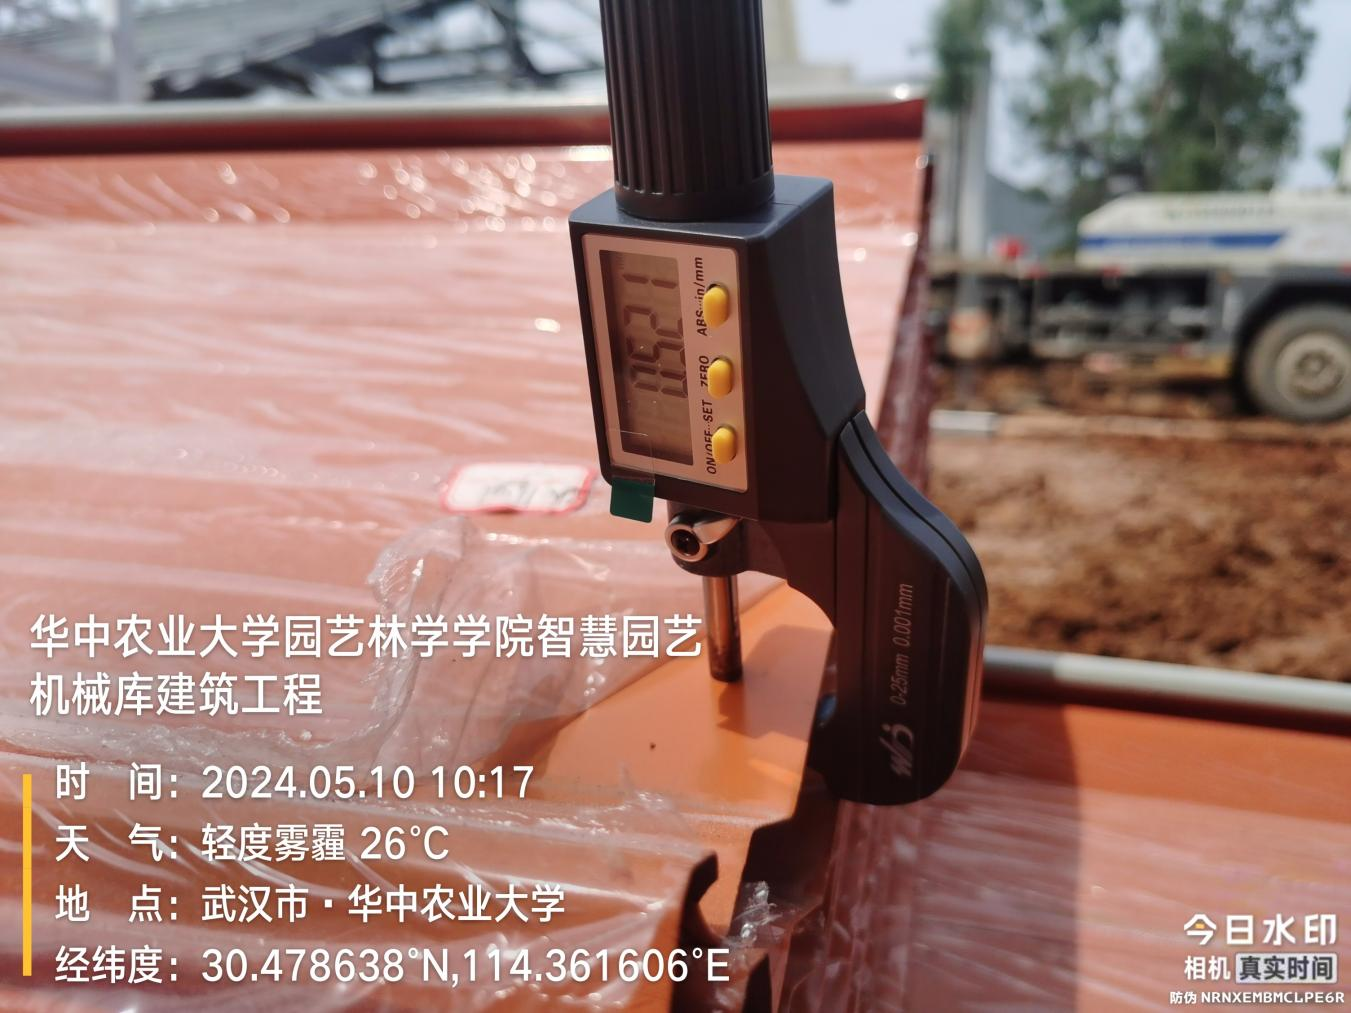 0.521
ABS in/mm
ZERO
ON/OFF SET
0-25mm 0.001mm
华中农业大学园艺林学学院智慧园艺
机械库建筑工程
时 间：2024.05.10 10:17
天 气：轻度雾霾 26℃
地 点：武汉市·华中农业大学
经纬度：30.478638°N,114.361606°E
今日水印
相机 真实时间
防伪 NRNXEMBMCLPE6R